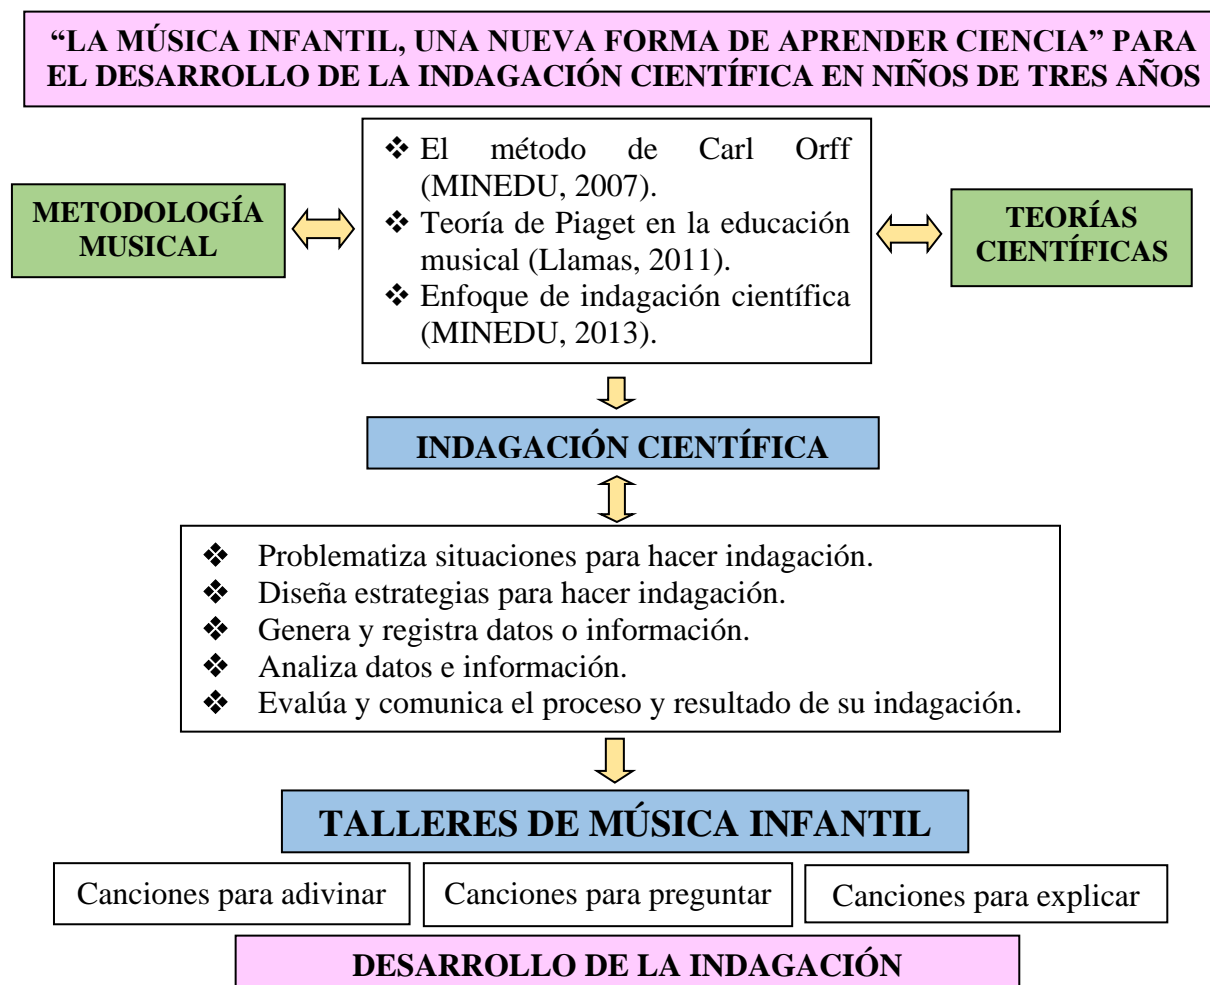 “LA MÚSICA INFANTIL, UNA NUEVA FORMA DE APRENDER CIENCIA” PARA
EL DESARROLLO DE LA INDAGACIÓN CIENTÍFICA EN NIÑOS DE TRES AÑOS
METODOLOGÍA
MUSICAL
❖ El método de Carl Orff
(MINEDU, 2007).
❖ Teoría de Piaget en la educación
musical (Llamas, 2011).
❖ Enfoque de indagación científica
(MINEDU, 2013).
TEORÍAS
CIENTÍFICAS
INDAGACIÓN CIENTÍFICA
❖ Problematiza situaciones para hacer indagación.
❖ Diseña estrategias para hacer indagación.
❖ Genera y registra datos o información.
❖ Analiza datos e información.
❖ Evalúa y comunica el proceso y resultado de su indagación.
TALLERES DE MÚSICA INFANTIL
Canciones para adivinar
Canciones para preguntar
Canciones para explicar
DESARROLLO DE LA INDAGACIÓN